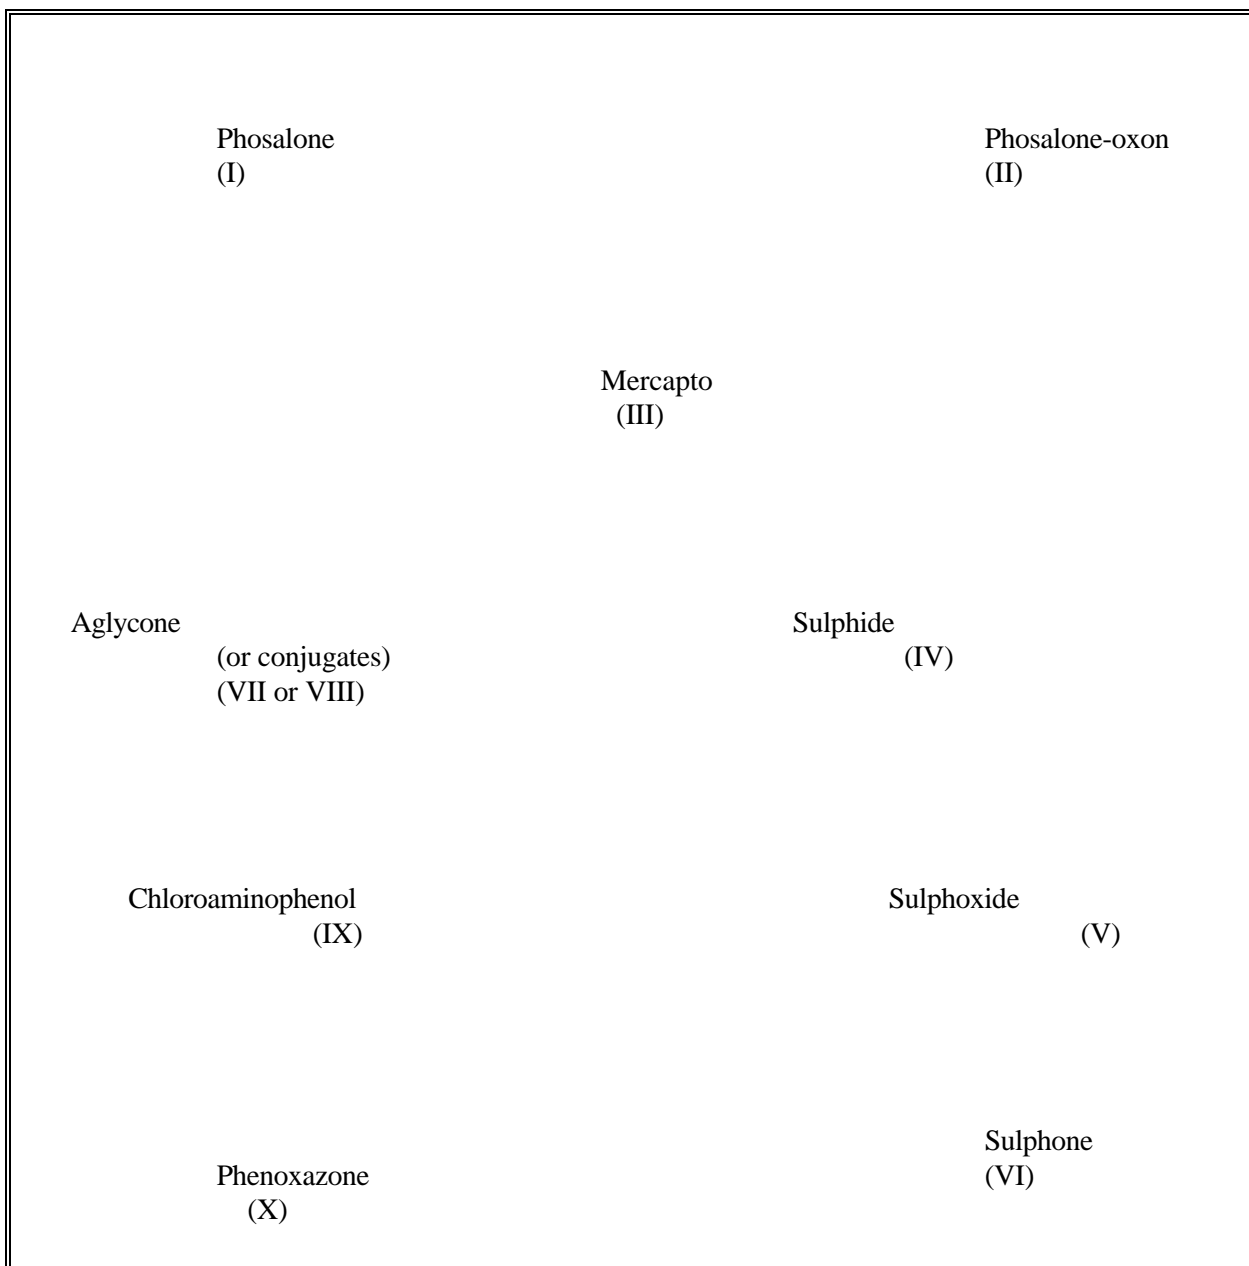 Phosalone
(I)
Phosalone-oxon
(II)
Mercapto
(III)
Aglycone
(or conjugates)
(VII or VIII)
Sulphide
(IV)
Chloroaminophenol
(IX)
Sulphoxide
(V)
Phenoxazone
(X)
Sulphone
(VI)